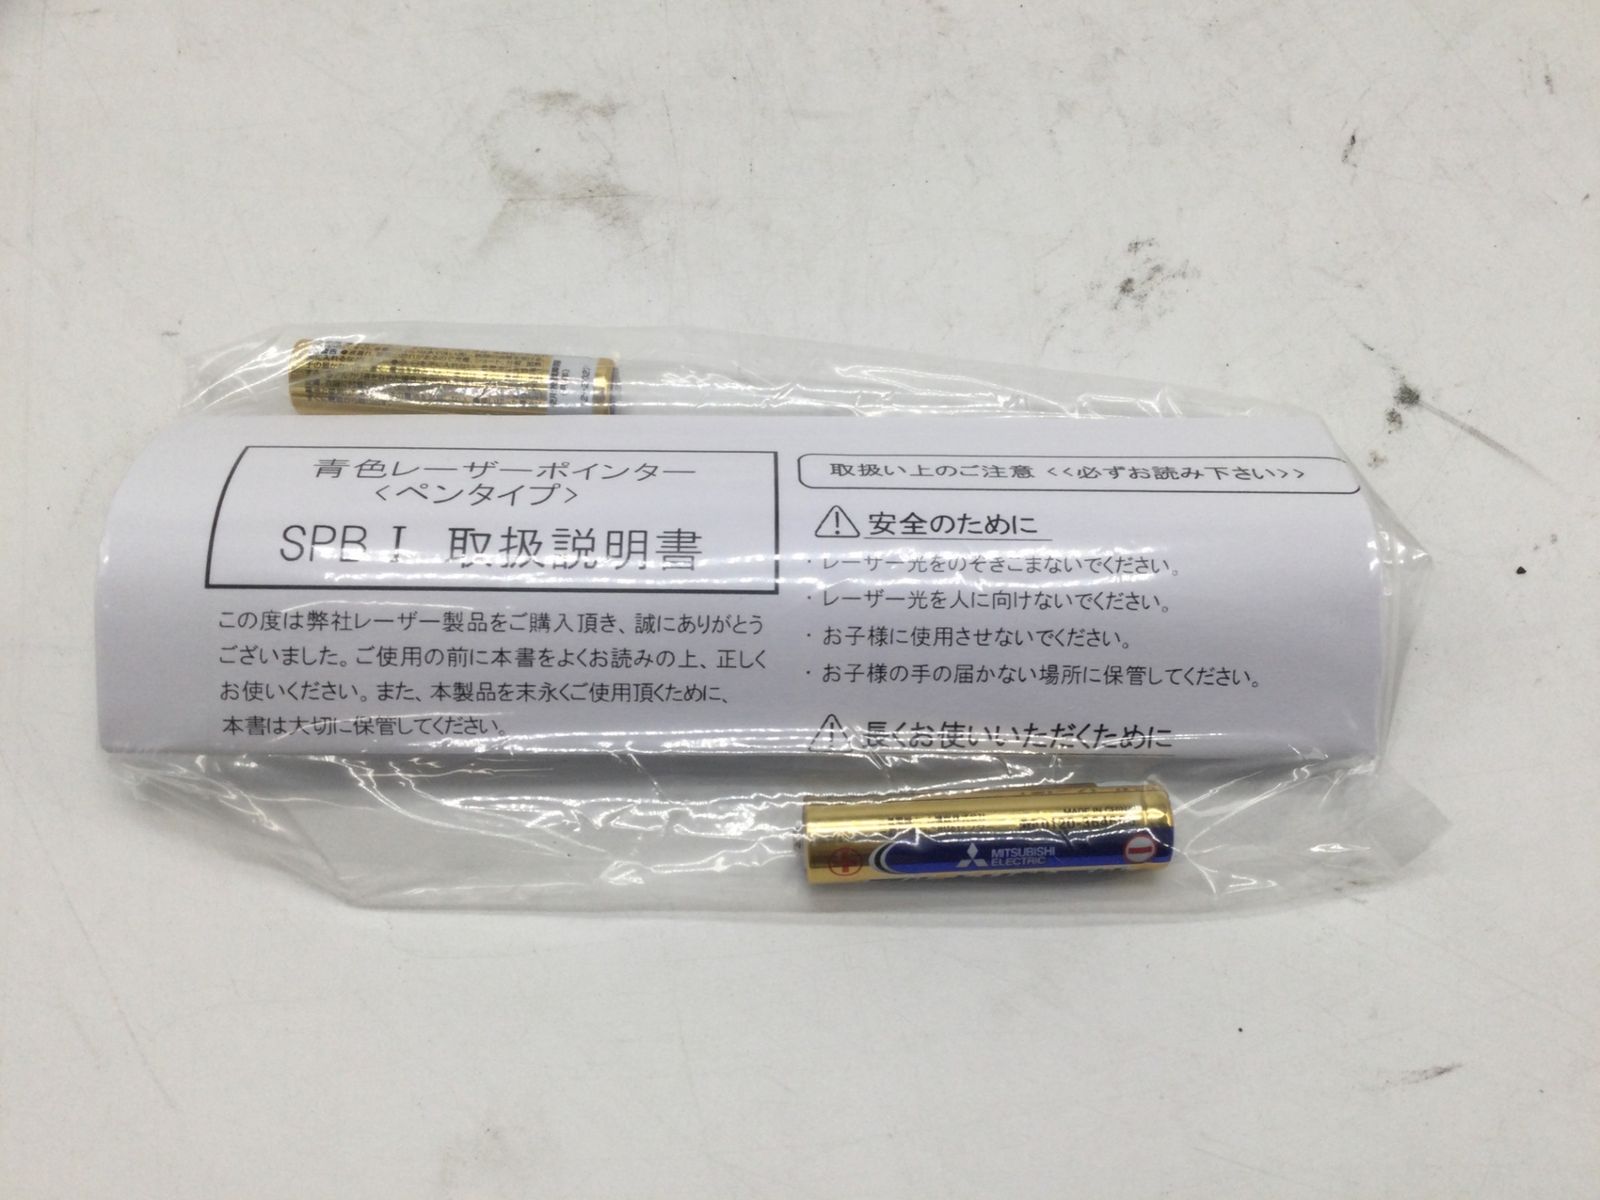 青色レーザーポインター
<ペンタイプ>
SPB I 取扱説明書
この度は弊社レーザー製品をご購入頂き、誠にありがとう
ございました。ご使用の前に本書をよくお読みの上、正しく
お使いください。また、本製品を末永くご使用頂くために、
本書は大切に保管してください。
取扱い上のご注意 <<必ずお読み下さい>>
安全のために
・レーザー光をのぞきこまないでください。
・レーザー光を人に向けないでください。
・お子様に使用させないでください。
・お子様の手の届かない場所に保管してください。
長くお使いいただくために
MITSUBISHI
ELECTRIC